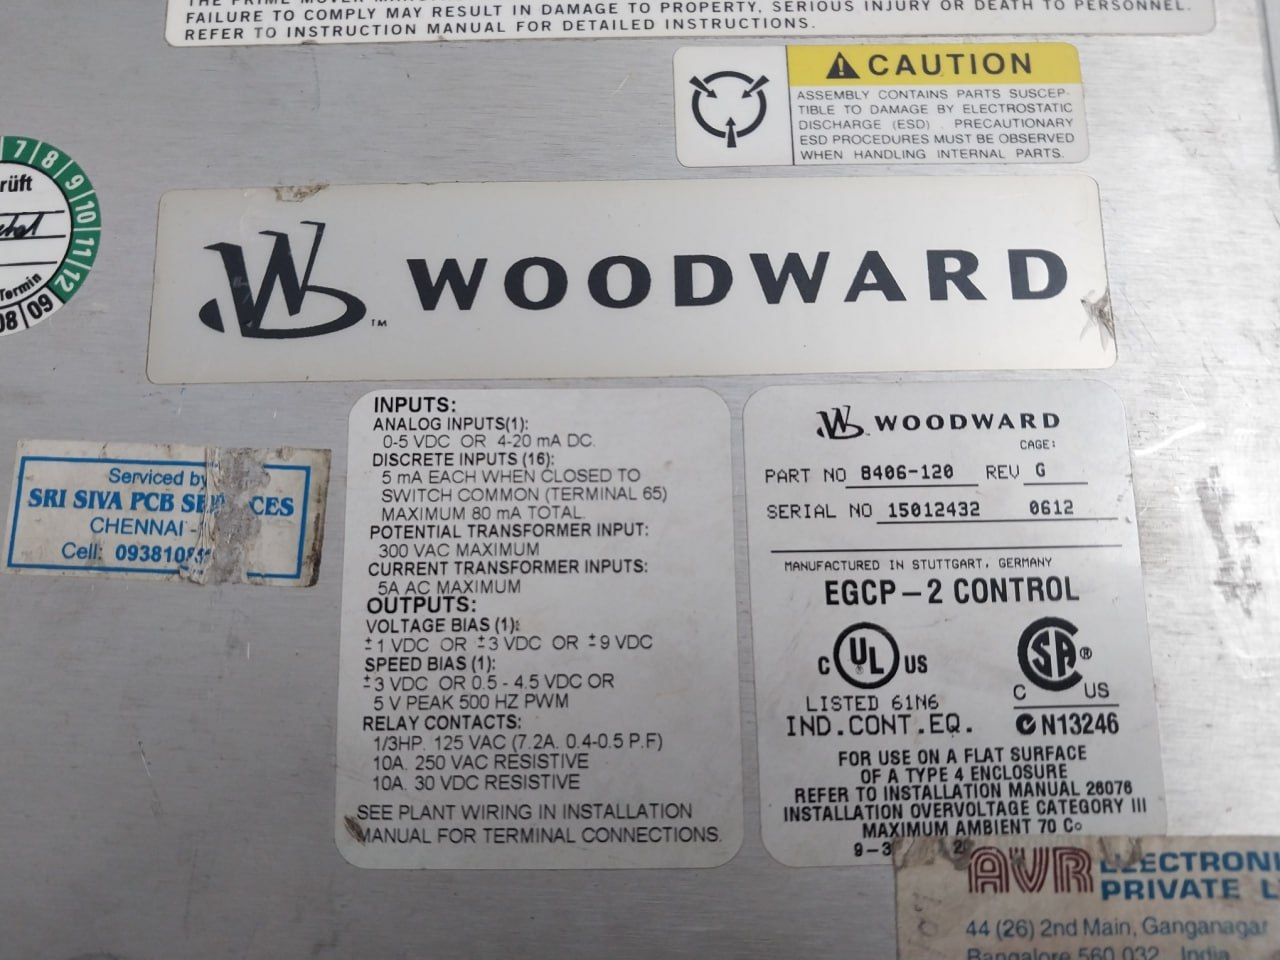 FAILURE TO COMPLY MAY RESULT IN DAMAGE TO PROPERTY, SERIOUS INJURY OR DEATH TO PERSONNEL.
REFER TO INSTRUCTION MANUAL FOR DETAILED INSTRUCTIONS.
CAUTION
ASSEMBLY CONTAINS PARTS SUSCEP-
TIBLE TO DAMAGE BY ELECTROSTATIC
DISCHARGE (ESD). PRECAUTIONARY
ESD PROCEDURES MUST BE OBSERVED
WHEN HANDLING INTERNAL PARTS.
7 8 9 10 11 12
rüft
Termin
08 09
WOODWARD
TM
Serviced by
SRI SIVA PCB
CHENNAI -
Cell:
INPUTS:
ANALOG INPUTS(1):
0-5 VDC OR 4-20 mA DC.
DISCRETE INPUTS (16):
5 mA EACH WHEN CLOSED TO
SWITCH COMMON (TERMINAL 65)
MAXIMUM 80 mA TOTAL.
POTENTIAL TRANSFORMER INPUT:
300 VAC MAXIMUM
CURRENT TRANSFORMER INPUTS:
5A AC MAXIMUM
OUTPUTS:
VOLTAGE BIAS (1):
±1 VDC OR ±3 VDC OR ±9 VDC
SPEED BIAS (1):
±3 VDC OR 0.5 - 4.5 VDC OR
5 V PEAK 500 HZ PWM
RELAY CONTACTS:
1/3HP. 125 VAC (7.2A. 0.4-0.5 P.F)
10A. 250 VAC RESISTIVE
10A. 30 VDC RESISTIVE
SEE PLANT WIRING IN INSTALLATION
MANUAL FOR TERMINAL CONNECTIONS.
WOODWARD
CAGE:
PART NO 8406-120 REV G
SERIAL NO 15012432 0612
MANUFACTURED IN STUTTGART, GERMANY
EGCP-2 CONTROL
C UL US
LISTED 61N6
IND.CONT.EQ.
SA ®
C US
N13246
FOR USE ON A FLAT SURFACE
OF A TYPE 4 ENCLOSURE
REFER TO INSTALLATION MANUAL 26076
INSTALLATION OVERVOLTAGE CATEGORY III
MAXIMUM AMBIENT 70 C°
AVR ELECTRONI
PRIVATE L
44 (26) 2nd Main, Ganganagar
Bangalore 560 032, India